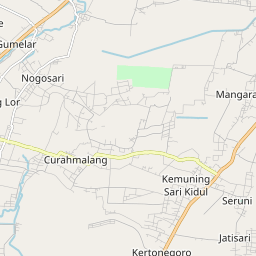 Gumelar
Nogosari
Mangara
Lor
Curahmalang
Kemuning
Sari Kidul
Seruni
Jatisari
Kertonegoro